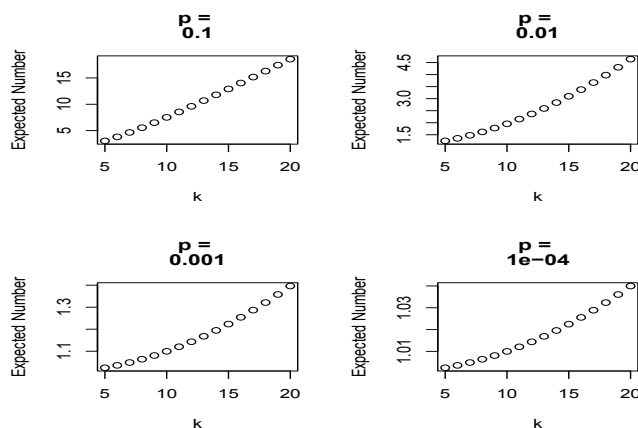 p =
0.1
Expected Number
15
10
5
5 10 15 20
k
p =
0.01
Expected Number
4.5
3.0
1.5
5 10 15 20
k
p =
0.001
Expected Number
1.3
1.1
5 10 15 20
k
p =
1e−04
Expected Number
1.03
1.01
5 10 15 20
k